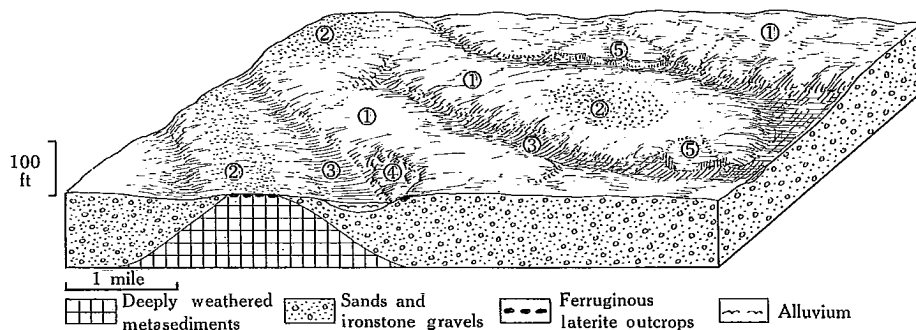 ② ⑤ ①
① ②
①
100
ft
③ ⑤
② ③ ④
1 mile
Deeply weathered
metasediments
Sands and
ironstone gravels
Ferruginous
laterite outcrops
Alluvium